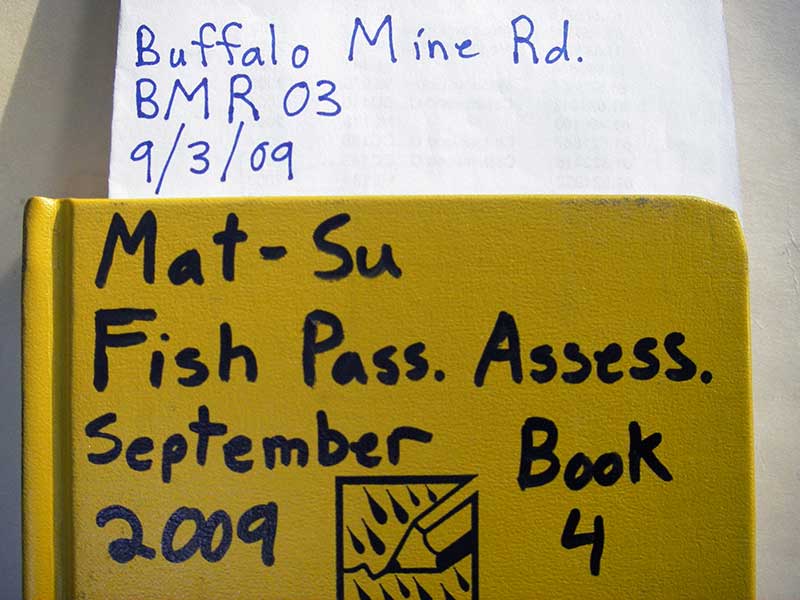 Buffalo Mine Rd.
BMR 03
9/3/09
Mat-Su
Fish Pass. Assess.
September Book
2009 4